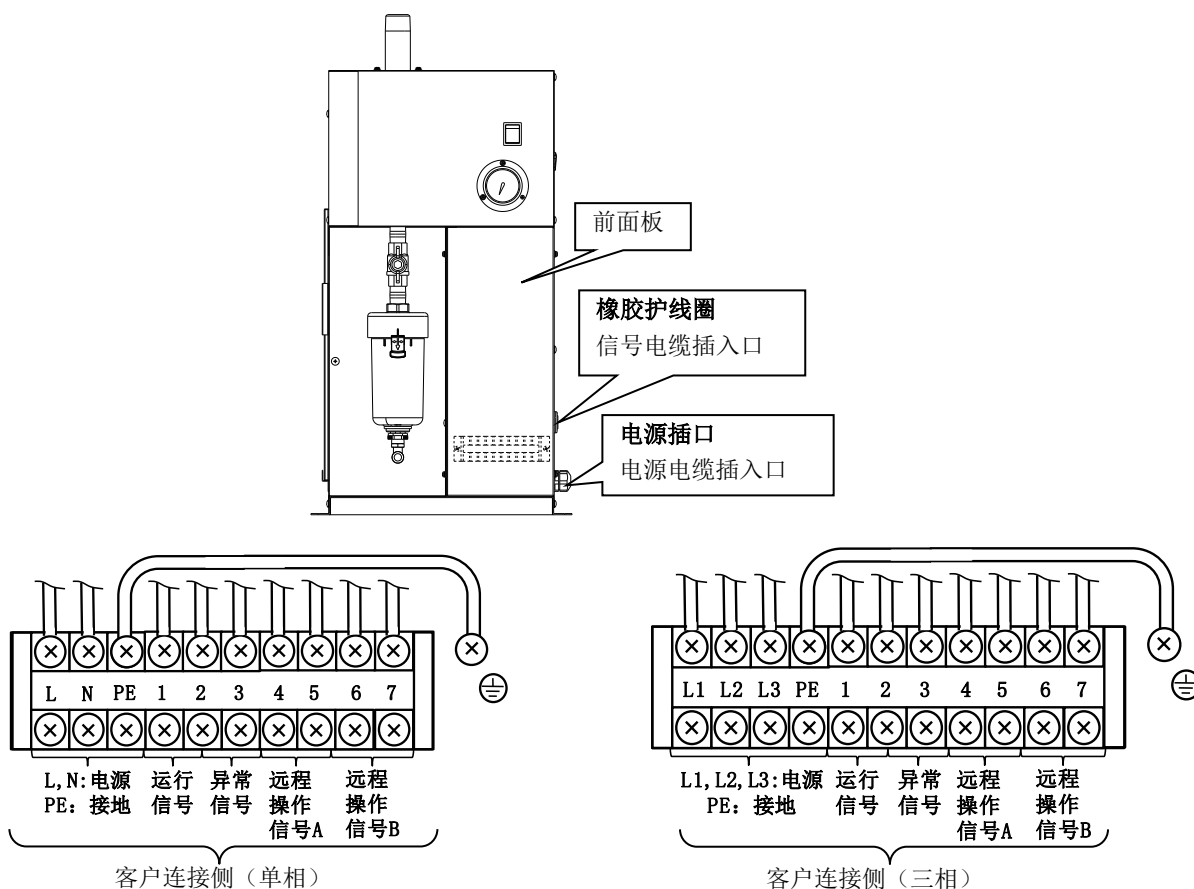 前面板
橡胶护线圈
信号电缆插入口
电源插口
电源电缆插入口
L N PE 1 2 3 4 5 6 7
L,N:电源
PE: 接地
运行
信号
异常
信号
远程
操作
信号A
远程
操作
信号B
客户连接侧（单相）
L1 L2 L3 PE 1 2 3 4 5 6 7
L1,L2,L3:电源
PE: 接地
运行
信号
异常
信号
远程
操作
信号A
远程
操作
信号B
客户连接侧（三相）